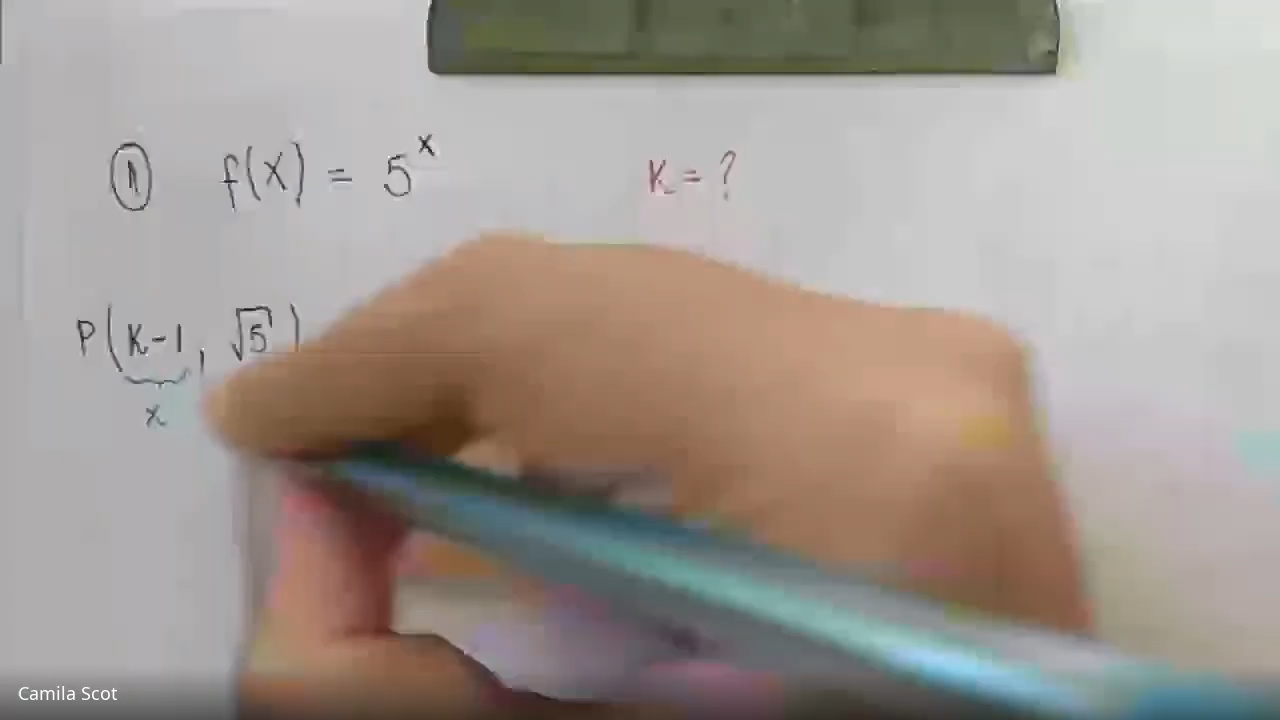 ① f(x) = 5^x
K = ?
P(K-1, √5)
x
Camila Scot